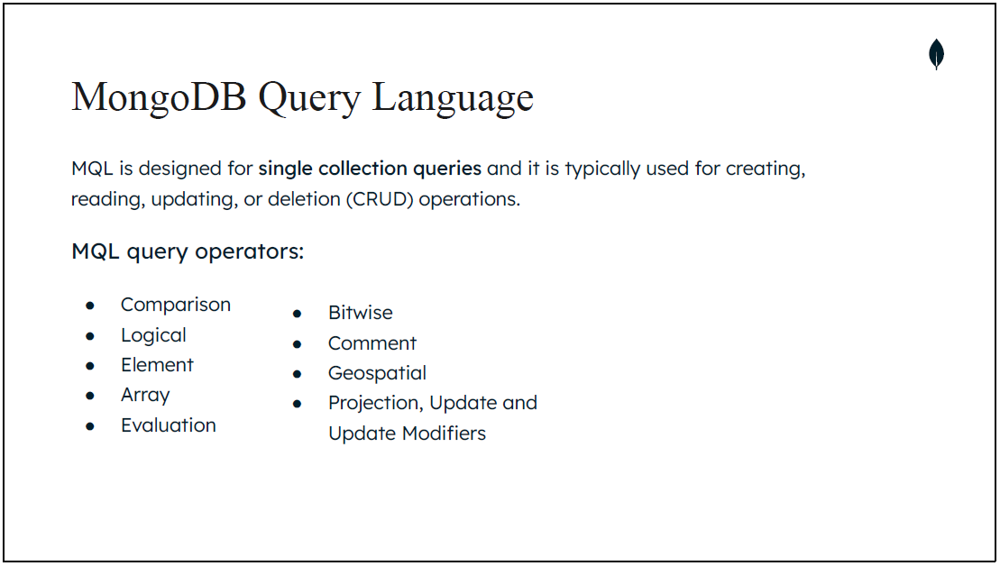 MongoDB Query Language
MQL is designed for single collection queries and it is typically used for creating,
reading, updating, or deletion (CRUD) operations.
MQL query operators:
● Comparison
● Logical
● Element
● Array
● Evaluation
● Bitwise
● Comment
● Geospatial
● Projection, Update and
Update Modifiers